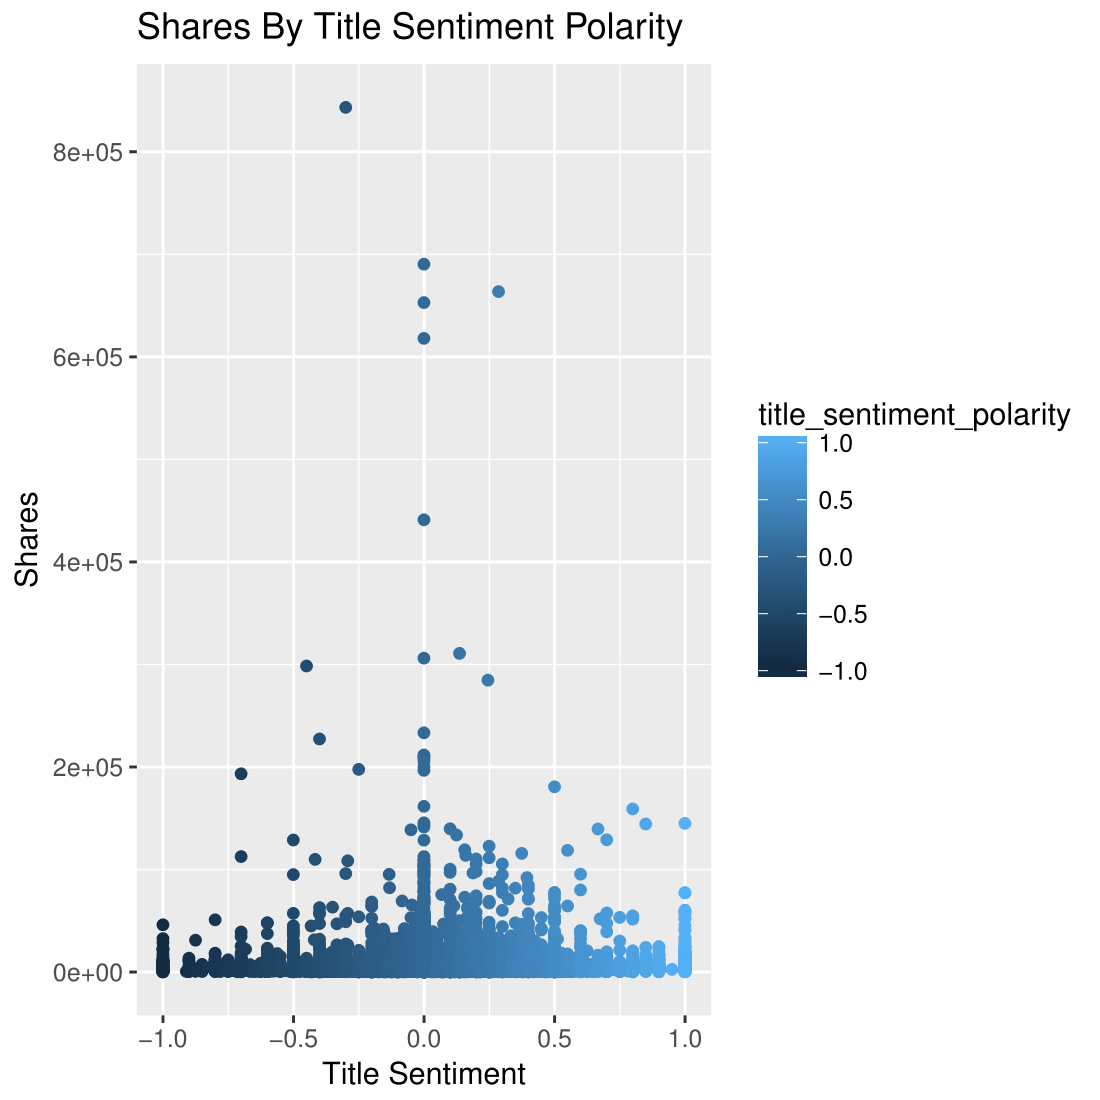 Shares By Title Sentiment Polarity
Shares
8e+05
6e+05
4e+05
2e+05
0e+00
−1.0 −0.5 0.0 0.5 1.0
Title Sentiment
title_sentiment_polarity
1.0
0.5
0.0
−0.5
−1.0